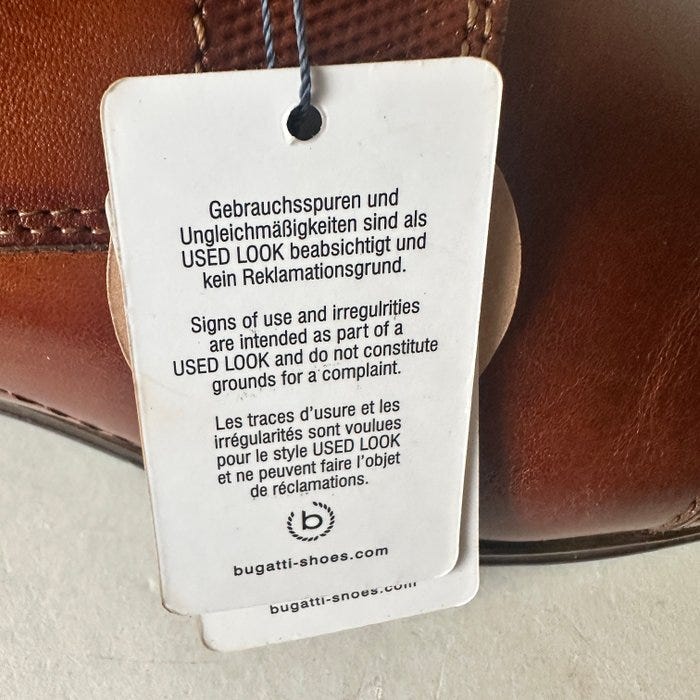 Gebrauchsspuren und
Ungleichmäßigkeiten sind als
USED LOOK beabsichtigt und
kein Reklamationsgrund.
Signs of use and irregulrities
are intended as part of a
USED LOOK and do not constitute
grounds for a complaint.
Les traces d'usure et les
irrégularités sont voulues
pour le style USED LOOK
et ne peuvent faire l'objet
de réclamations.
b
bugatti-shoes.com
bugatti-shoes.com